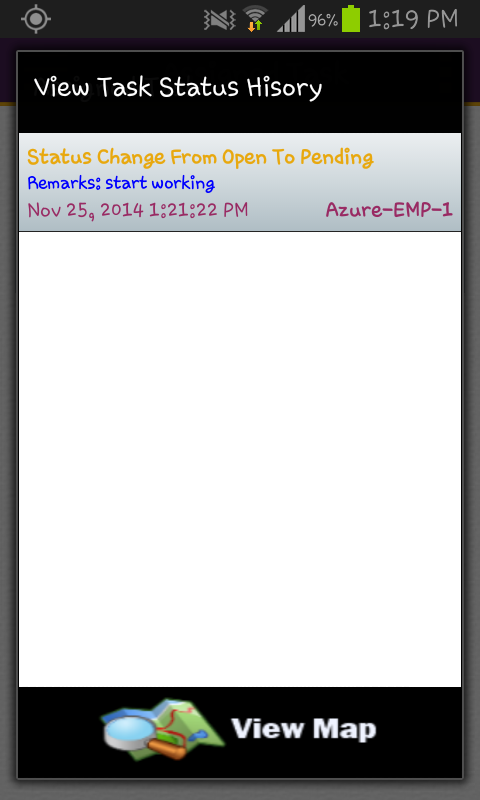 96% 1:19 PM
View Task Status Hisory
Status Change From Open To Pending
Remarks: start working
Nov 25, 2014 1:21:22 PM Azure-EMP-1
View Map